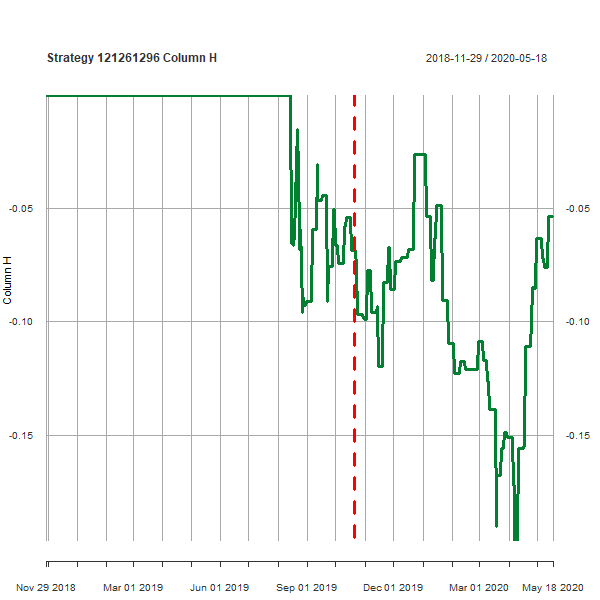 Strategy 121261296 Column H
2018-11-29 / 2020-05-18
-0.05
-0.05
-0.10
-0.10
-0.15
-0.15
Column H
Nov 29 2018
Mar 01 2019
Jun 01 2019
Sep 01 2019
Dec 01 2019
Mar 01 2020
May 18 2020